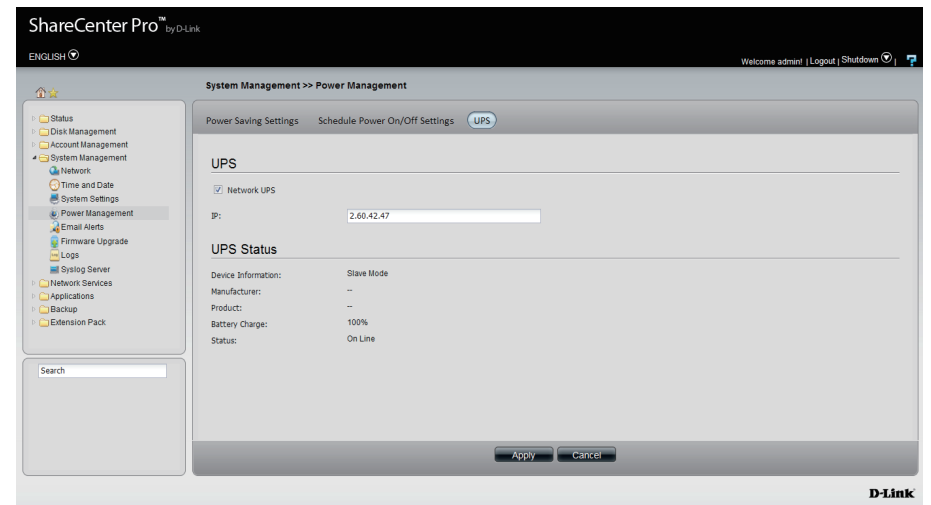 ShareCenter Pro™ by D-Link
ENGLISH
Welcome admin! | Logout | Shutdown | ?
System Management >> Power Management
Status
Disk Management
Account Management
System Management
Network
Time and Date
System Settings
Power Management
Email Alerts
Firmware Upgrade
Logs
Syslog Server
Network Services
Applications
Backup
Extension Pack
Search
Power Saving Settings Schedule Power On/Off Settings UPS
UPS
Network UPS
IP: 2.60.42.47
UPS Status
Device Information: Slave Mode
Manufacturer: --
Product: --
Battery Charge: 100%
Status: On Line
Apply Cancel
D-Link